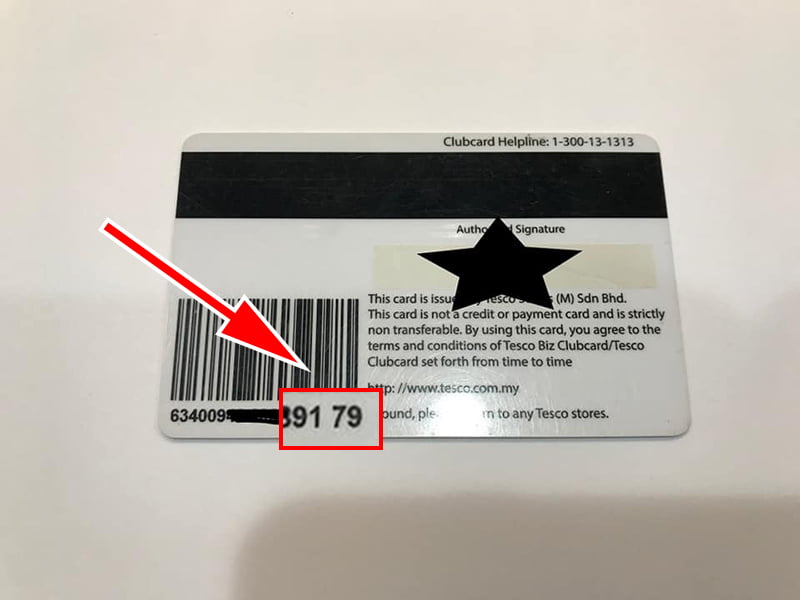 Clubcard Helpline: 1-300-13-1313
Signature
This card is (M) Sdn Bhd.
This card is not a credit or payment card and is strictly
non transferable. By using this card, you agree to the
terms and conditions of Tesco Biz Clubcard/Tesco
Clubcard set forth from time to time
http://www.tesco.com.my
to any Tesco stores.
634009 891 79